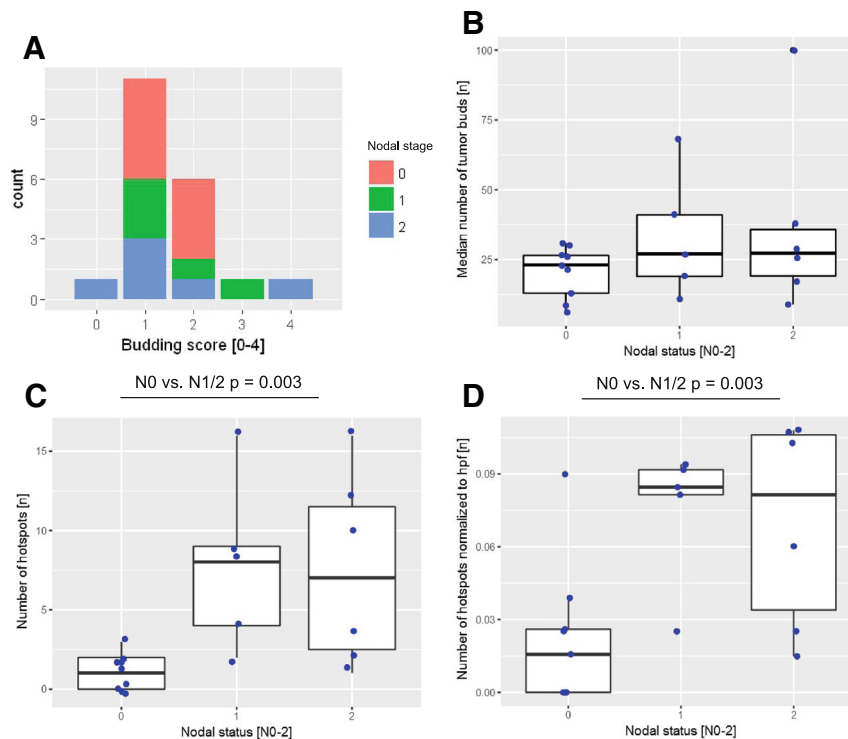 A
9
6
3
0
count
0 1 2 3 4
Budding score [0-4]
Nodal stage
0
1
2
B
100
75
50
25
Median number of tumor buds [n]
0 1 2
Nodal status [N0-2]
C
N0 vs. N1/2 p = 0.003
15
10
5
0
Number of hotspots [n]
0 1 2
Nodal status [N0-2]
D
N0 vs. N1/2 p = 0.003
0.09
0.06
0.03
0.00
Number of hotspots normalized to hpf [n]
0 1 2
Nodal status [N0-2]